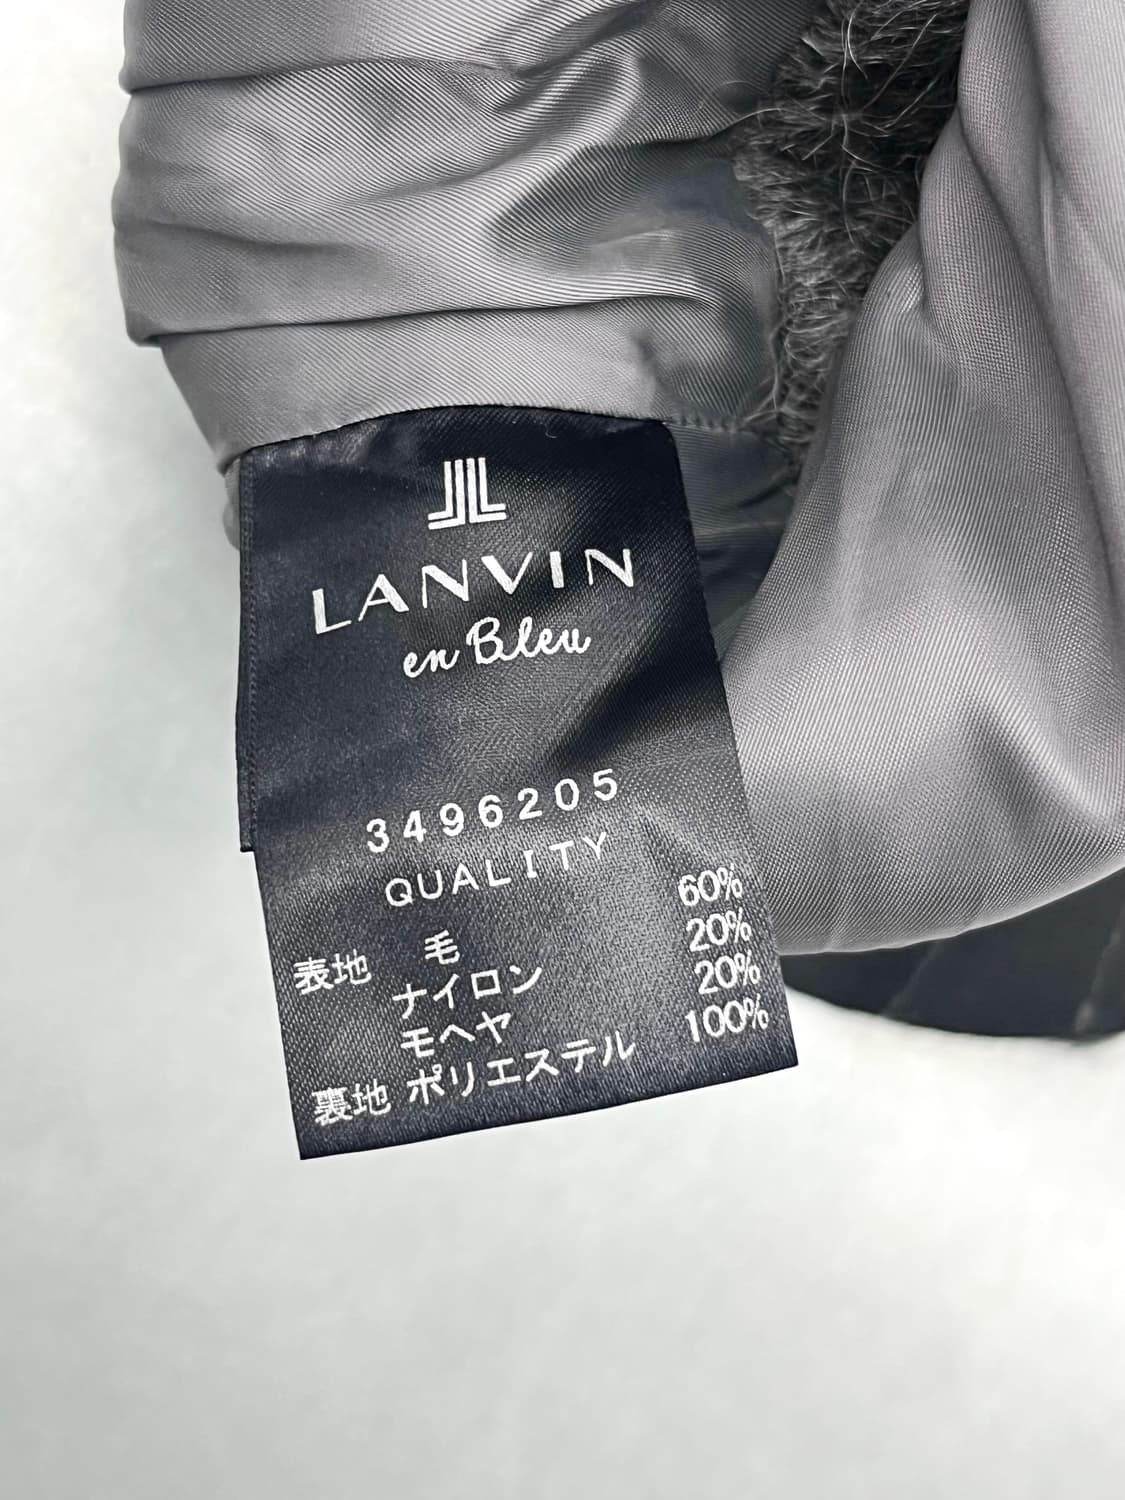 LANVIN
en Bleu
3496205
QUALITY
表地 毛 60%
ナイロン 20%
モヘヤ 20%
裏地 ポリエステル 100%